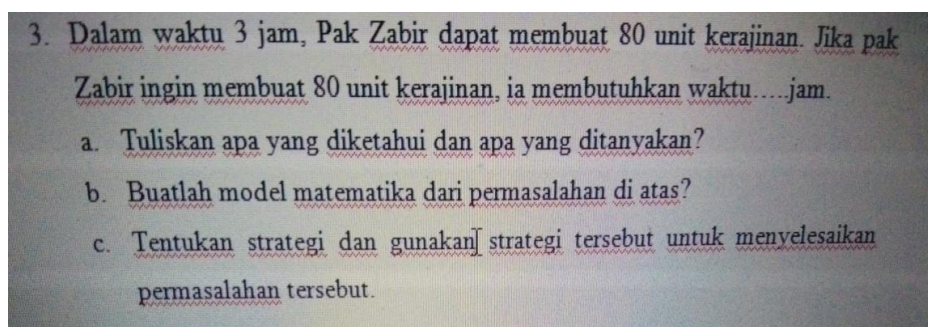 3. Dalam waktu 3 jam, Pak Zabir dapat membuat 80 unit kerajinan. Jika pak
Zabir ingin membuat 80 unit kerajinan, ia membutuhkan waktu.....jam.
a. Tuliskan apa yang diketahui dan apa yang ditanyakan?
b. Buatlah model matematika dari permasalahan di atas?
c. Tentukan strategi dan gunakan strategi tersebut untuk menyelesaikan
permasalahan tersebut.